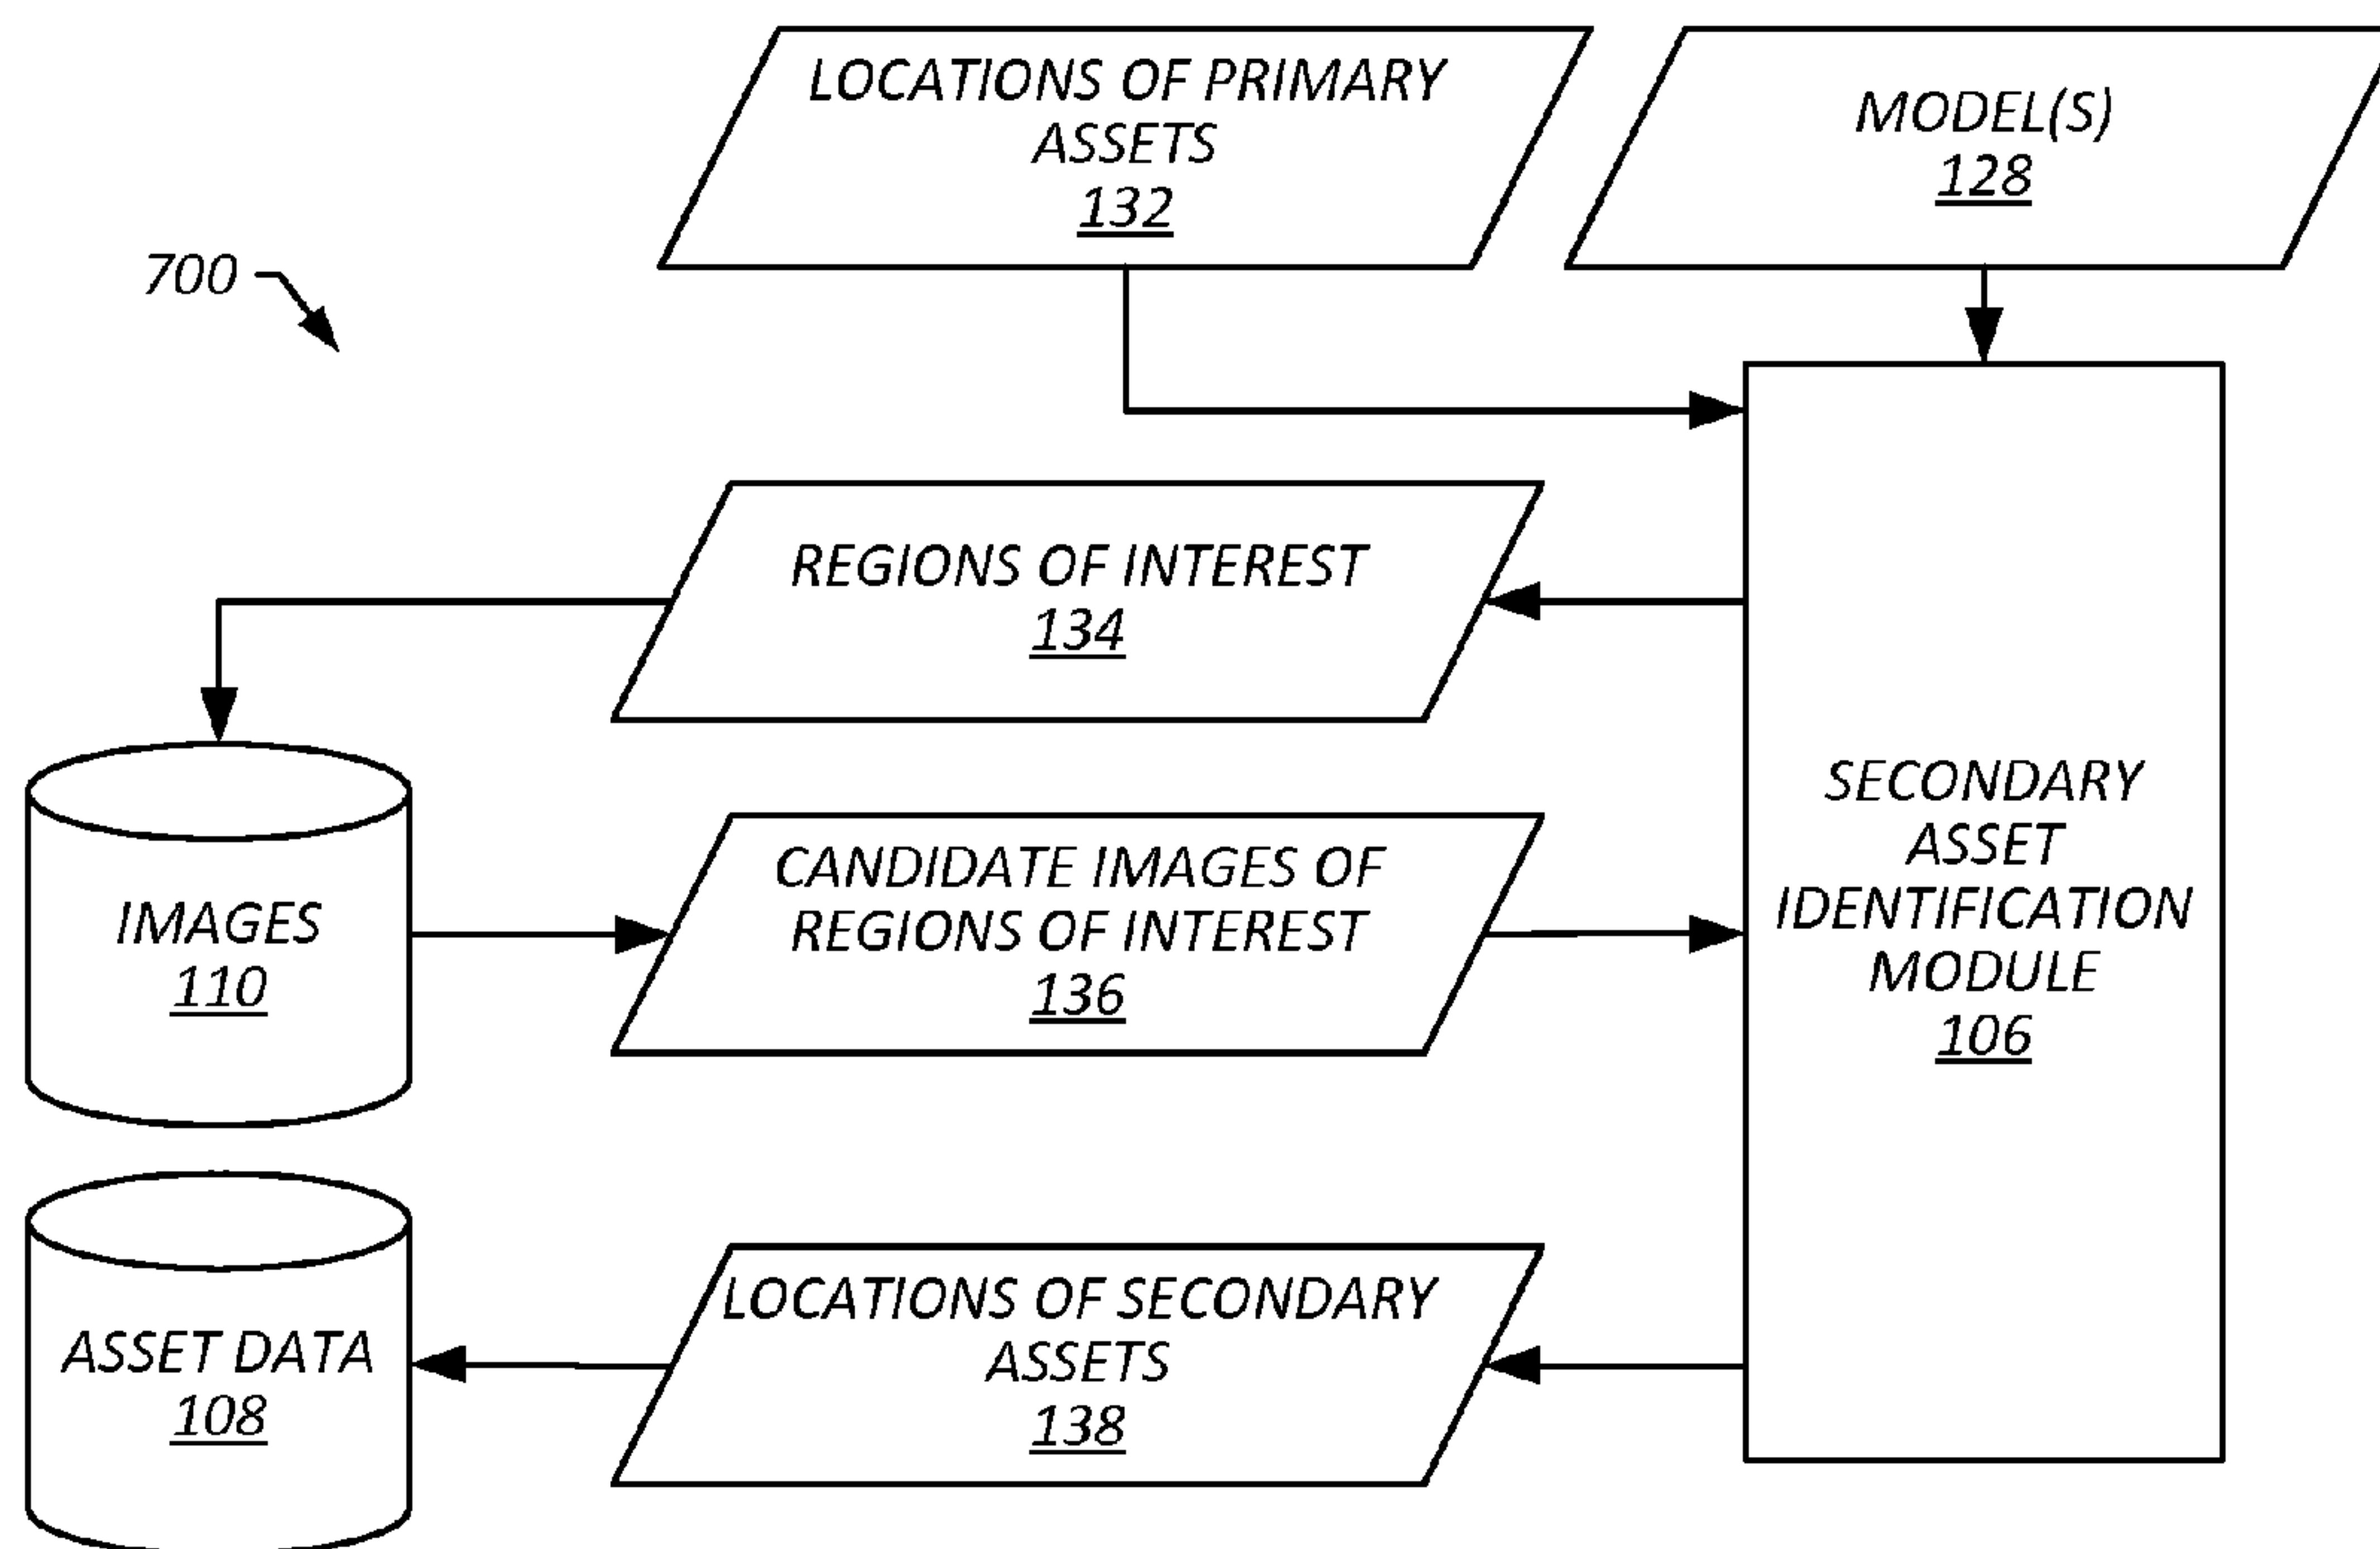 LOCATIONS OF PRIMARY
ASSETS
132
MODEL(S)
128
700
REGIONS OF INTEREST
134
IMAGES
110
CANDIDATE IMAGES OF
REGIONS OF INTEREST
136
SECONDARY
ASSET
IDENTIFICATION
MODULE
106
ASSET DATA
108
LOCATIONS OF SECONDARY
ASSETS
138